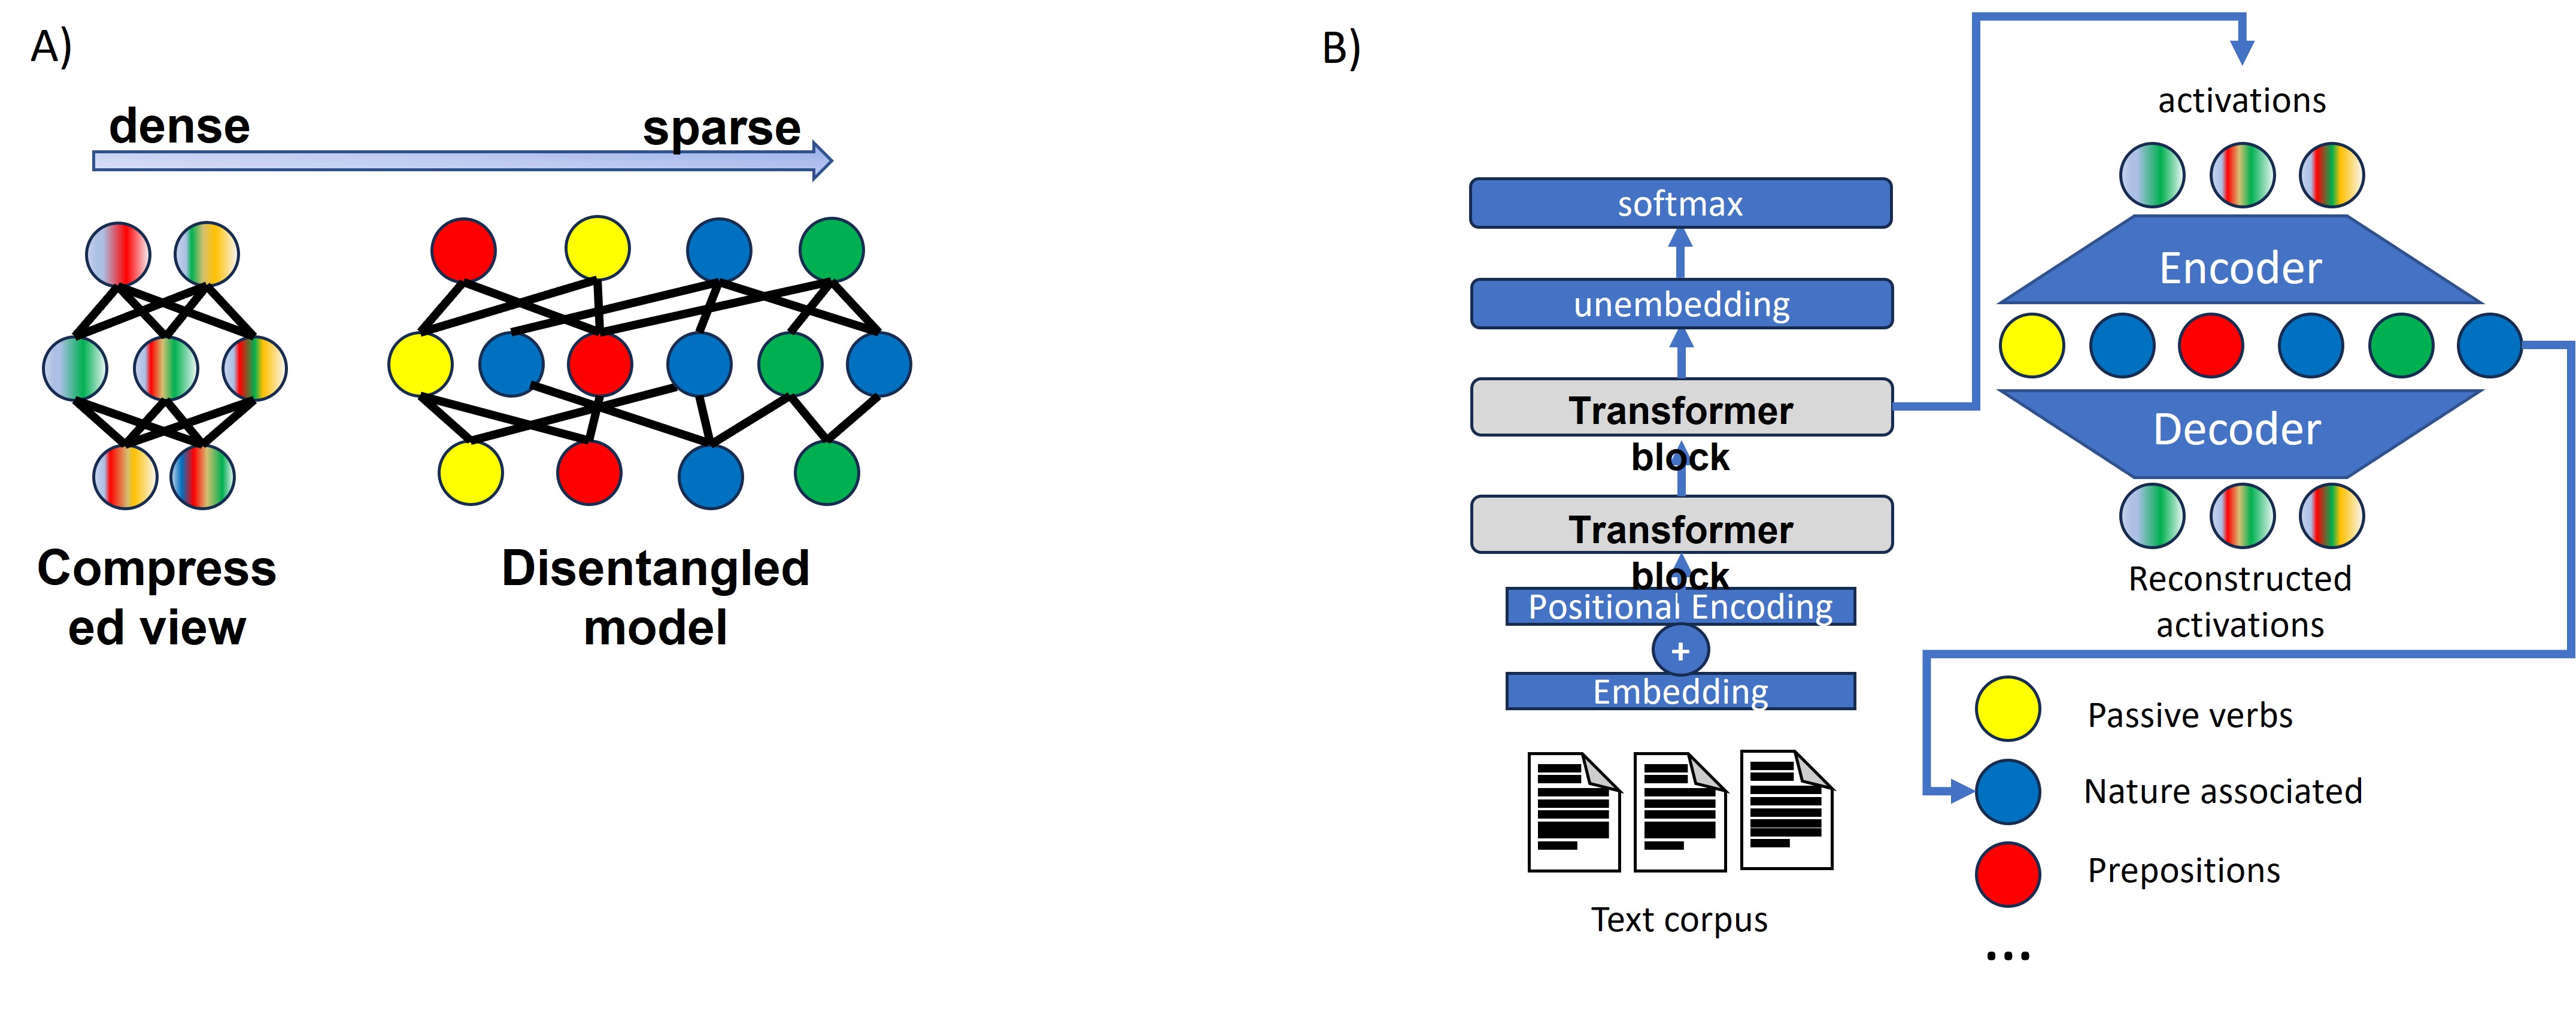 A)
dense
sparse
Compress
ed view
Disentangled
model
B)
softmax
unembedding
Transformer
block
Transformer
block
Positional Encoding
+
Embedding
Text corpus
activations
Encoder
Decoder
Reconstructed
activations
Passive verbs
Nature associated
Prepositions
...